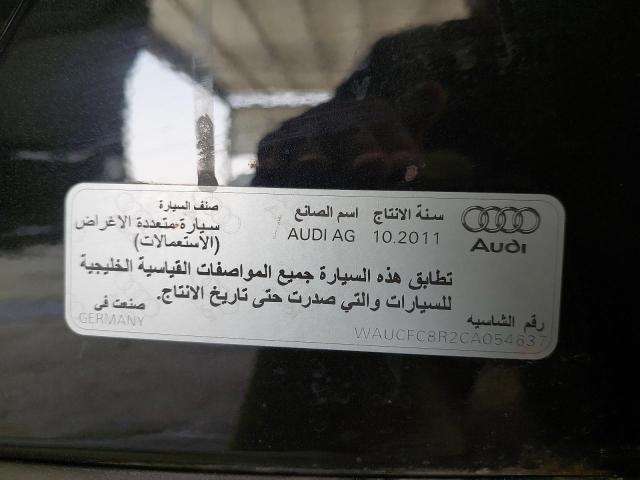 Audi
سنة الانتاج اسم الصانع صنف السيارة
10.2011 AUDI AG سيارة متعددة الاغراض
(الاستعمالات)
تطابق هذه السيارة جميع المواصفات القياسية الخليجية
للسيارات والتي صدرت حتى تاريخ الانتاج.
رقم الشاسيه WAUCFC8R2CA054637
صنعت في
GERMANY